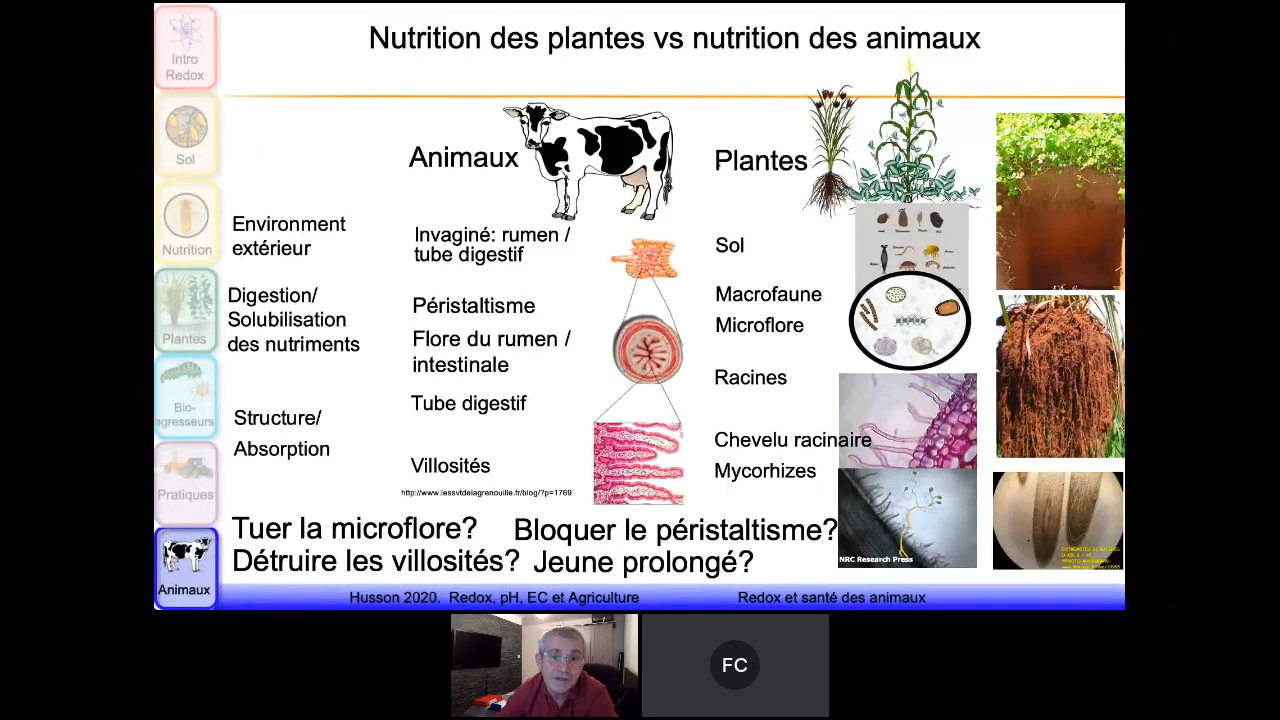 Nutrition des plantes vs nutrition des animaux
Intro
Redox
Sol
Nutrition
Plantes
Bio-
agresseurs
Pratiques
Animaux
Animaux
Plantes
Environment
extérieur
Invaginé: rumen /
tube digestif
Sol
Digestion/
Solubilisation
des nutriments
Péristaltisme
Flore du rumen /
intestinale
Macrofaune
Microflore
Structure/
Absorption
Tube digestif
Villosités
Racines
Chevelu racinaire
Mycorhizes
http://www.lessvtdelagrenouille.fr/blog/?p=1769
NRC Research Press
Tuer la microflore?
Bloquer le péristaltisme?
Détruire les villosités?
Jeune prolongé?
Husson 2020. Redox, pH, EC et Agriculture
Redox et santé des animaux
FC